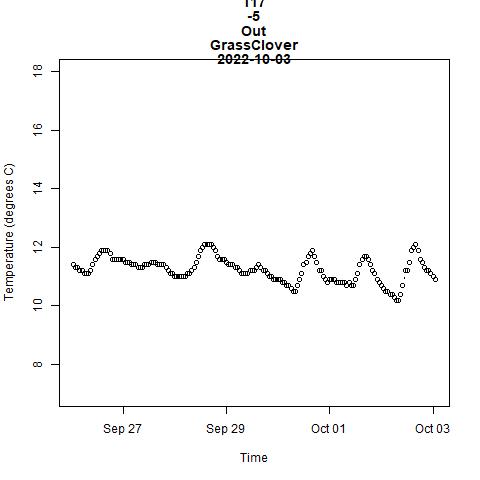 117
-5
Out
GrassClover
2022-10-03
Temperature (degrees C)
18
16
14
12
10
8
Sep 27
Sep 29
Oct 01
Oct 03
Time